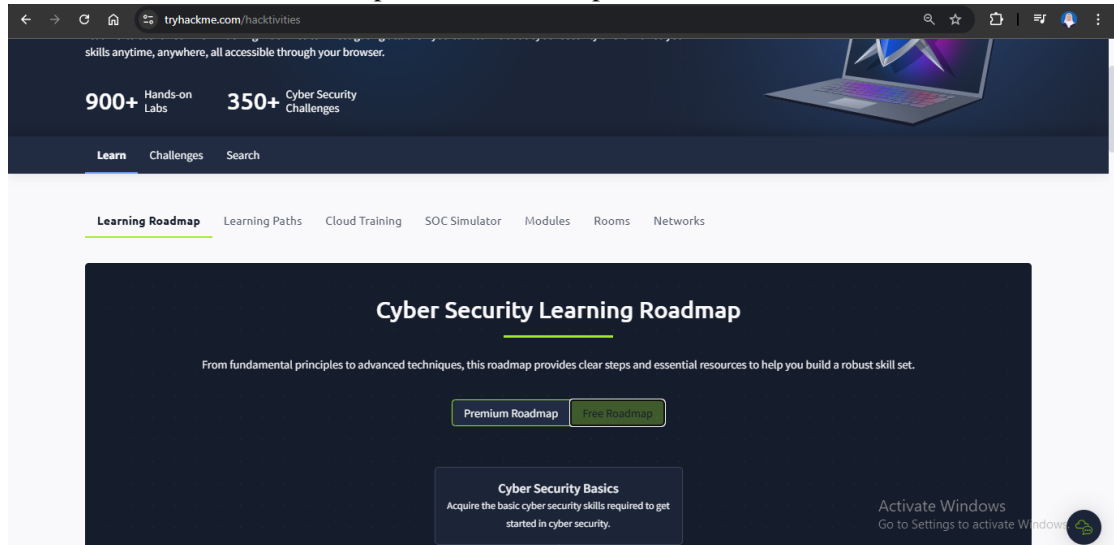 tryhackme.com/hacktivities
skills anytime, anywhere, all accessible through your browser.
900+ Hands-on Labs
350+ Cyber Security Challenges
Learn Challenges Search
Learning Roadmap Learning Paths Cloud Training SOC Simulator Modules Rooms Networks
Cyber Security Learning Roadmap
From fundamental principles to advanced techniques, this roadmap provides clear steps and essential resources to help you build a robust skill set.
Premium Roadmap Free Roadmap
Cyber Security Basics
Acquire the basic cyber security skills required to get
started in cyber security.
Activate Windows
Go to Settings to activate Windows.